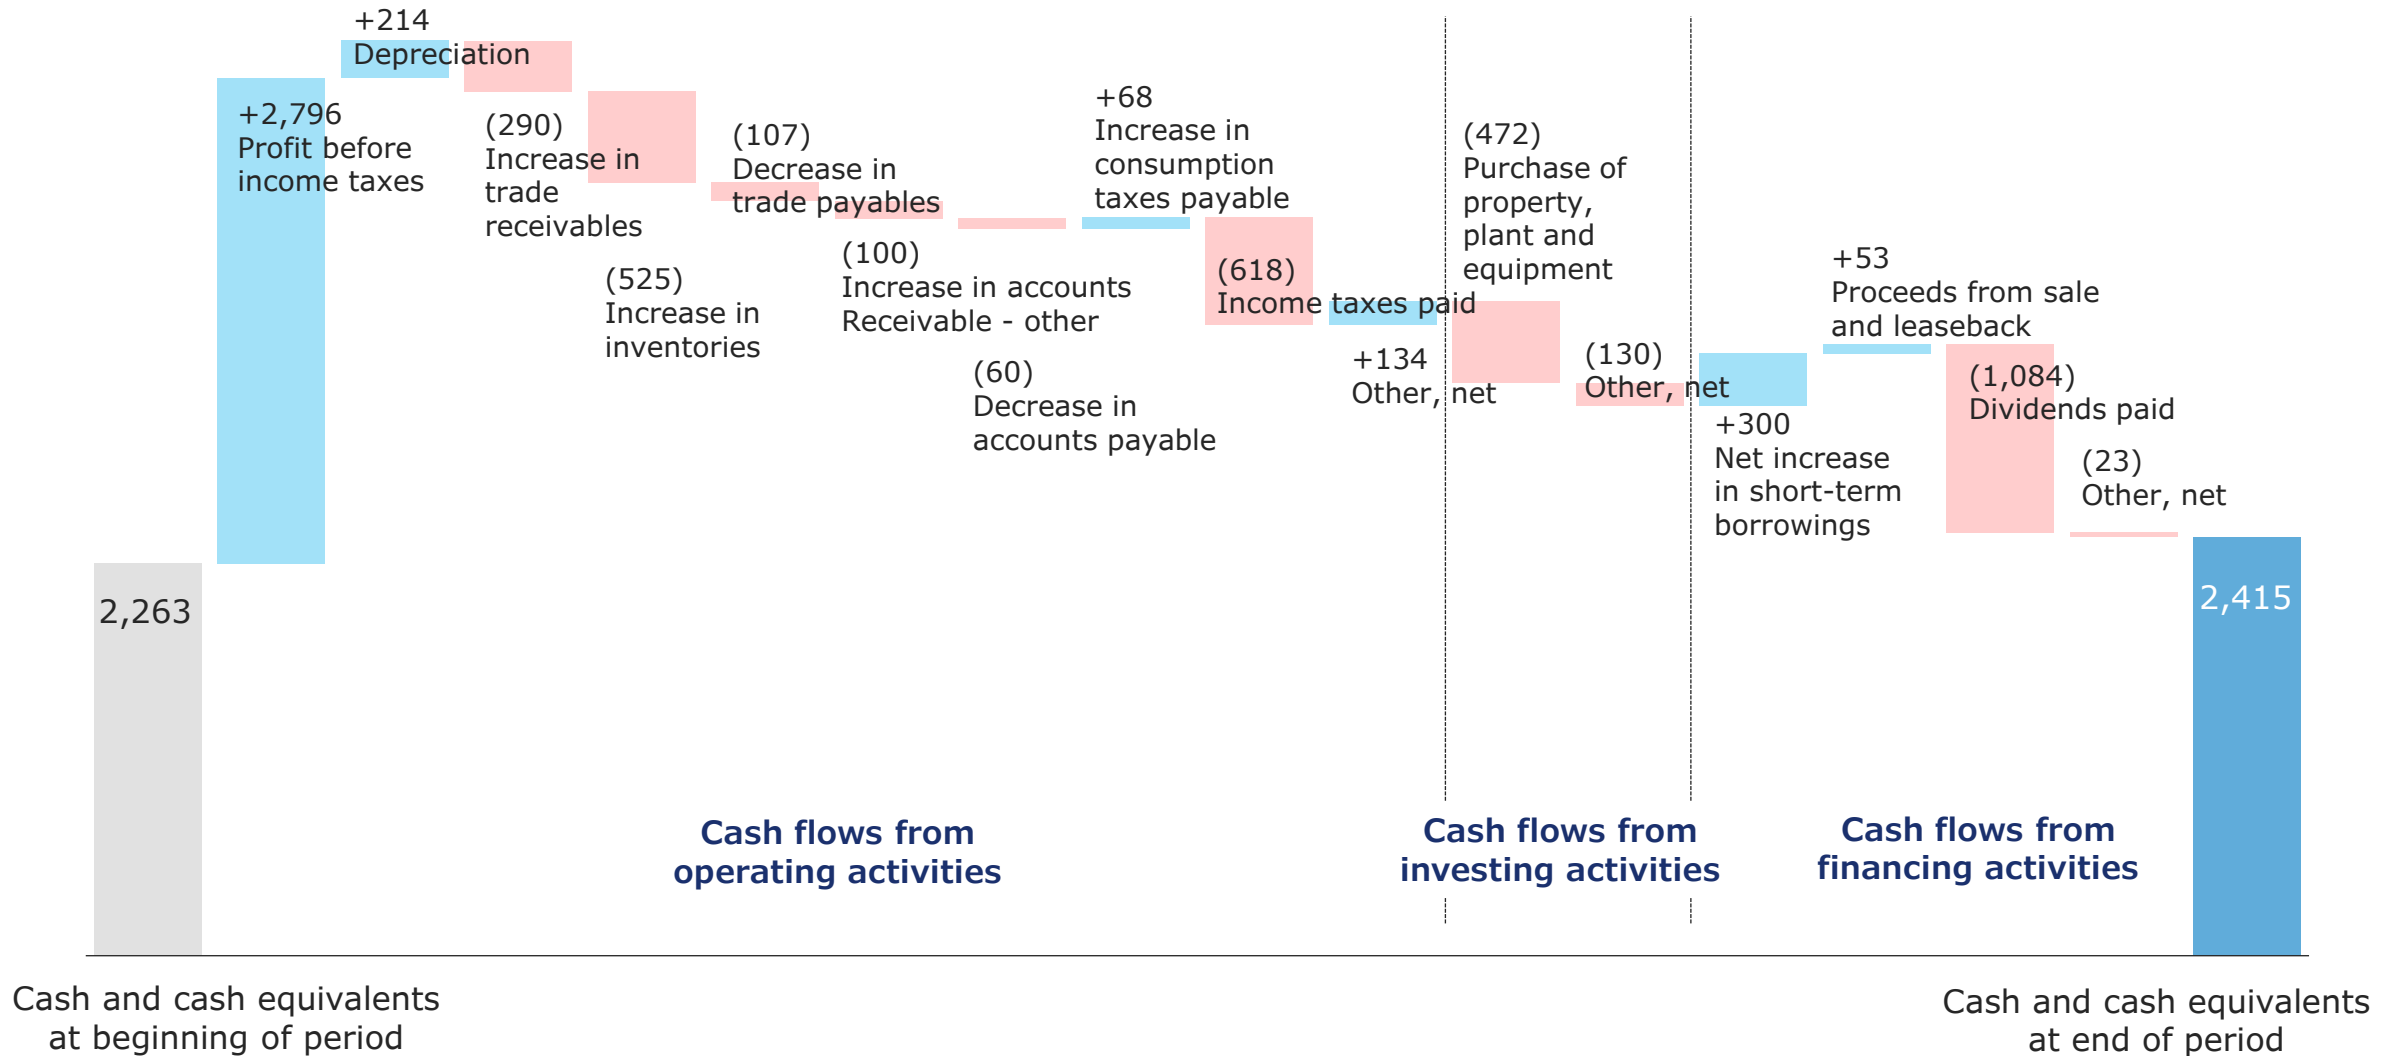 +214
Depreciation
+2,796
Profit before
income taxes
(290)
Increase in
trade
receivables
(525)
Increase in
inventories
(107)
Decrease in
trade payables
(100)
Increase in accounts
Receivable - other
(60)
Decrease in
accounts payable
+68
Increase in
consumption
taxes payable
(618)
Income taxes paid
+134
Other, net
(472)
Purchase of
property,
plant and
equipment
(130)
Other, net
+300
Net increase
in short-term
borrowings
+53
Proceeds from sale
and leaseback
(1,084)
Dividends paid
(23)
Other, net
2,263
2,415
Cash flows from
operating activities
Cash flows from
investing activities
Cash flows from
financing activities
Cash and cash equivalents
at beginning of period
Cash and cash equivalents
at end of period